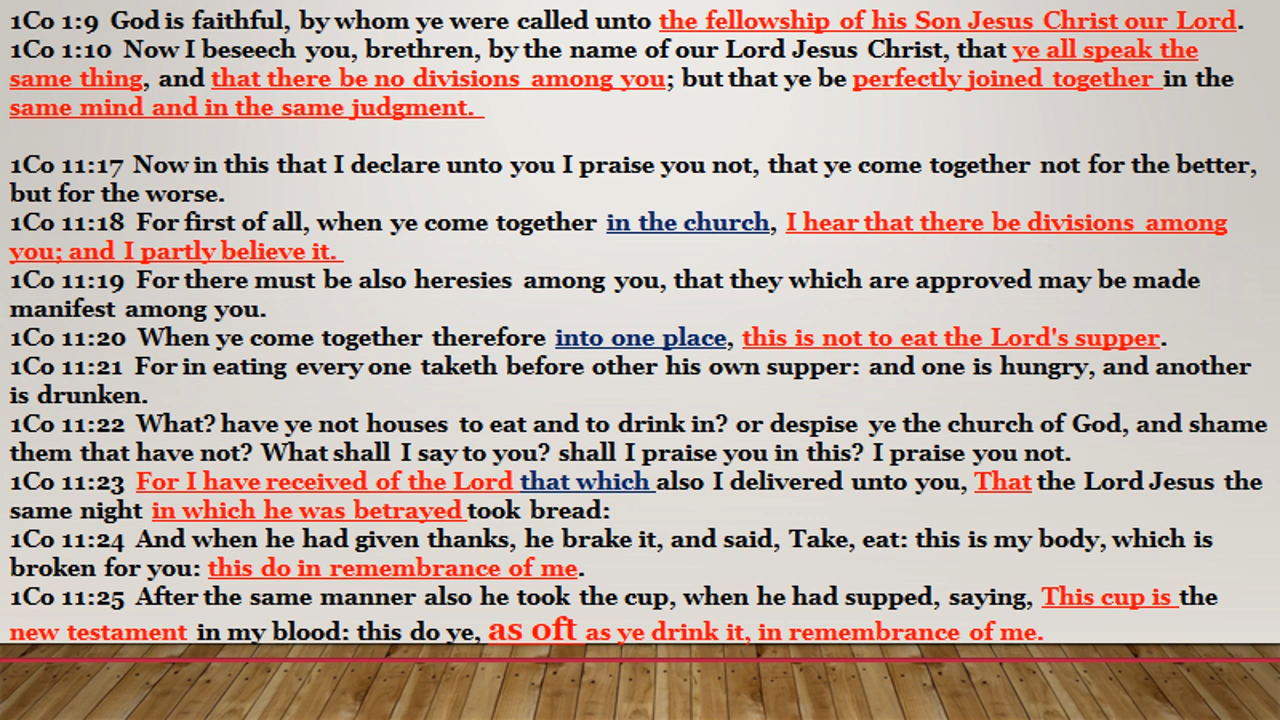 1Co 1:9 God is faithful, by whom ye were called unto the fellowship of his Son Jesus Christ our Lord.
1Co 1:10 Now I beseech you, brethren, by the name of our Lord Jesus Christ, that ye all speak the
same thing, and that there be no divisions among you; but that ye be perfectly joined together in the
same mind and in the same judgment.
1Co 11:17 Now in this that I declare unto you I praise you not, that ye come together not for the better,
but for the worse.
1Co 11:18 For first of all, when ye come together in the church, I hear that there be divisions among
you; and I partly believe it.
1Co 11:19 For there must be also heresies among you, that they which are approved may be made
manifest among you.
1Co 11:20 When ye come together therefore into one place, this is not to eat the Lord's supper.
1Co 11:21 For in eating every one taketh before other his own supper: and one is hungry, and another
is drunken.
1Co 11:22 What? have ye not houses to eat and to drink in? or despise ye the church of God, and shame
them that have not? What shall I say to you? shall I praise you in this? I praise you not.
1Co 11:23 For I have received of the Lord that which also I delivered unto you, That the Lord Jesus the
same night in which he was betrayed took bread:
1Co 11:24 And when he had given thanks, he brake it, and said, Take, eat: this is my body, which is
broken for you: this do in remembrance of me.
1Co 11:25 After the same manner also he took the cup, when he had supped, saying, This cup is the
new testament in my blood: this do ye, as oft as ye drink it, in remembrance of me.